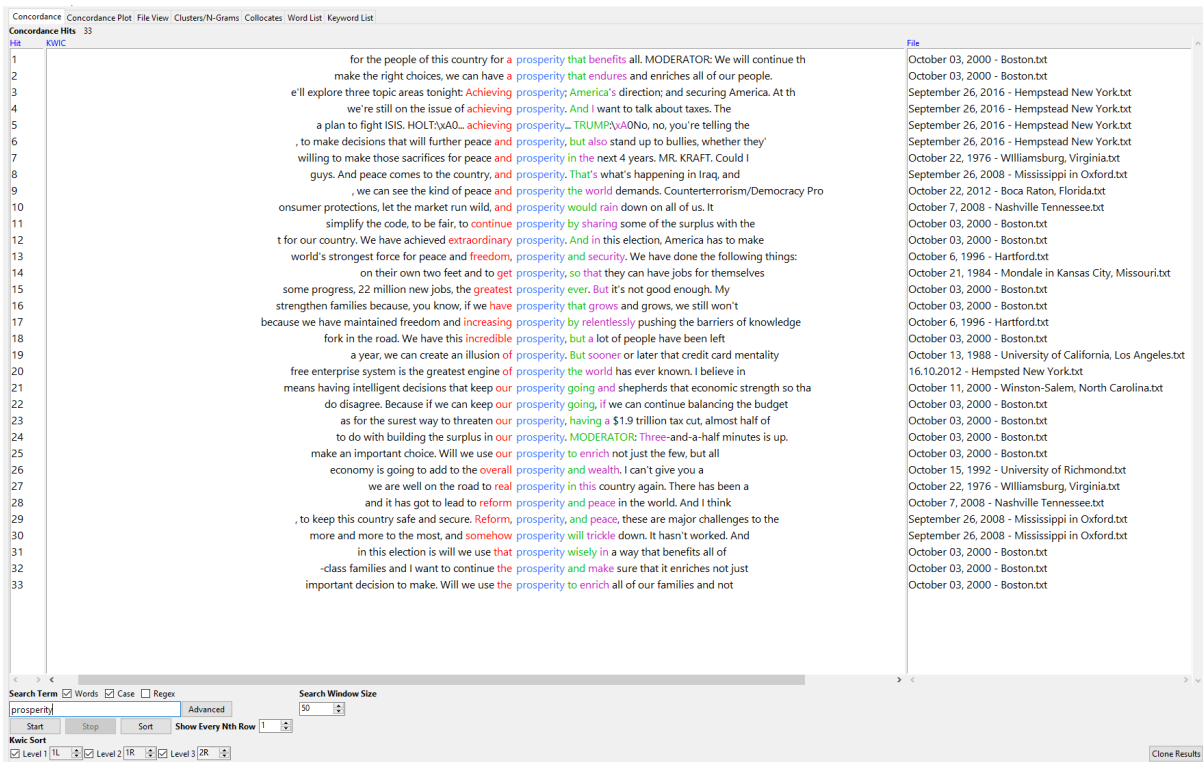 Concordance Concordance Plot File View Clusters/N-Grams Collocates Word List Keyword List
Concordance Hits 33
Hit KWIC File
1 for the people of this country for a prosperity that benefits all. MODERATOR: We will continue th October 03, 2000 - Boston.txt
2 make the right choices, we can have a prosperity that endures and enriches all of our people. October 03, 2000 - Boston.txt
3 e'll explore three topic areas tonight: Achieving prosperity; America's direction; and securing America. At th September 26, 2016 - Hempstead New York.txt
4 we're still on the issue of achieving prosperity. And I want to talk about taxes. The September 26, 2016 - Hempstead New York.txt
5 a plan to fight ISIS. HOLT:\xA0... achieving prosperity... TRUMP:\xA0No, no, you're telling the September 26, 2016 - Hempstead New York.txt
6 , to make decisions that will further peace and prosperity, but also stand up to bullies, whether they' September 26, 2016 - Hempstead New York.txt
7 willing to make those sacrifices for peace and prosperity in the next 4 years. MR. KRAFT. Could I October 22, 1976 - WIlliamsburg, Virginia.txt
8 guys. And peace comes to the country, and prosperity. That's what's happening in Iraq, and September 26, 2008 - Mississippi in Oxford.txt
9 , we can see the kind of peace and prosperity the world demands. Counterterrorism/Democracy Pro October 22, 2012 - Boca Raton, Florida.txt
10 onsumer protections, let the market run wild, and prosperity would rain down on all of us. It October 7, 2008 - Nashville Tennessee.txt
11 simplify the code, to be fair, to continue prosperity by sharing some of the surplus with the October 03, 2000 - Boston.txt
12 t for our country. We have achieved extraordinary prosperity. And in this election, America has to make October 03, 2000 - Boston.txt
13 world's strongest force for peace and freedom, prosperity and security. We have done the following things: October 6, 1996 - Hartford.txt
14 on their own two feet and to get prosperity, so that they can have jobs for themselves October 21, 1984 - Mondale in Kansas City, Missouri.txt
15 some progress, 22 million new jobs, the greatest prosperity ever. But it's not good enough. My October 03, 2000 - Boston.txt
16 strengthen families because, you know, if we have prosperity that grows and grows, we still won't October 03, 2000 - Boston.txt
17 because we have maintained freedom and increasing prosperity by relentlessly pushing the barriers of knowledge October 6, 1996 - Hartford.txt
18 fork in the road. We have this incredible prosperity, but a lot of people have been left October 03, 2000 - Boston.txt
19 a year, we can create an illusion of prosperity. But sooner or later that credit card mentality October 13, 1988 - University of California, Los Angeles.txt
20 free enterprise system is the greatest engine of prosperity the world has ever known. I believe in 16.10.2012 - Hempsted New York.txt
21 means having intelligent decisions that keep our prosperity going and shepherds that economic strength so tha October 11, 2000 - Winston-Salem, North Carolina.txt
22 do disagree. Because if we can keep our prosperity going, if we can continue balancing the budget October 03, 2000 - Boston.txt
23 as for the surest way to threaten our prosperity, having a $1.9 trillion tax cut, almost half of October 03, 2000 - Boston.txt
24 to do with building the surplus in our prosperity. MODERATOR: Three-and-a-half minutes is up. October 03, 2000 - Boston.txt
25 make an important choice. Will we use our prosperity to enrich not just the few, but all October 03, 2000 - Boston.txt
26 economy is going to add to the overall prosperity and wealth. I can't give you a October 15, 1992 - University of Richmond.txt
27 we are well on the road to real prosperity in this country again. There has been a October 22, 1976 - WIlliamsburg, Virginia.txt
28 and it has got to lead to reform prosperity and peace in the world. And I think October 7, 2008 - Nashville Tennessee.txt
29 , to keep this country safe and secure. Reform, prosperity, and peace, these are major challenges to the September 26, 2008 - Mississippi in Oxford.txt
30 more and more to the most, and somehow prosperity will trickle down. It hasn't worked. And September 26, 2008 - Mississippi in Oxford.txt
31 in this election is will we use that prosperity wisely in a way that benefits all of October 03, 2000 - Boston.txt
32 -class families and I want to continue the prosperity and make sure that it enriches not just October 03, 2000 - Boston.txt
33 important decision to make. Will we use the prosperity to enrich all of our families and not October 03, 2000 - Boston.txt
Search Term Words Case Regex Search Window Size
prosperity Advanced 50
Start Stop Sort Show Every Nth Row 1
Kwic Sort
Level 1 1L Level 2 1R Level 3 2R Clone Results